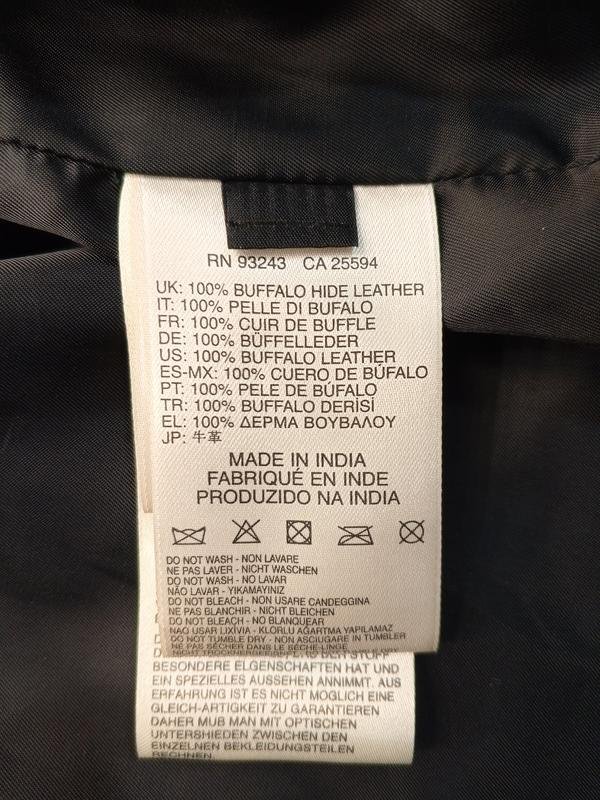 RN 93243 CA 25594
UK: 100% BUFFALO HIDE LEATHER
IT: 100% PELLE DI BUFALO
FR: 100% CUIR DE BUFFLE
DE: 100% BÜFFELLEDER
US: 100% BUFFALO LEATHER
ES-MX: 100% CUERO DE BÚFALO
PT: 100% PELE DE BÚFALO
TR: 100% BUFFALO DERİSİ
EL: 100% ΔΕΡΜΑ ΒΟΥΒΑΛΟΥ
JP: 牛革
MADE IN INDIA
FABRIQUÉ EN INDE
PRODUZIDO NA INDIA
DO NOT WASH - NON LAVARE
NE PAS LAVER - NICHT WASCHEN
DO NOT WASH - NO LAVAR
NÃO LAVAR - YIKAMAYINIZ
DO NOT BLEACH - NON USARE CANDEGGINA
NE PAS BLANCHIR - NICHT BLEICHEN
DO NOT BLEACH - NO BLANQUEAR
NÃO USAR LIXÍVIA - KLORLU AĞARTMA YAPILAMAZ
DO NOT TUMBLE DRY - NON ASCIUGARE IN TUMBLER
NE PAS SÉCHER DANS LE SÈCHE-LINGE
BESONDERE ELGENSCHAFTEN HAT UND
EIN SPEZIELLES AUSSEHEN ANNIMMT. AUS
ERFAHRUNG IST ES NICHT MÖGLICH EINE
GLEICH-ARTIGKEIT ZU GARANTIEREN
DAHER MUß MAN MIT OPTISCHEN
UNTERSHIEDEN ZWISCHEN DEN
EINZELNEN BEKLEIDUNGSTEILEN
RECHNEN.